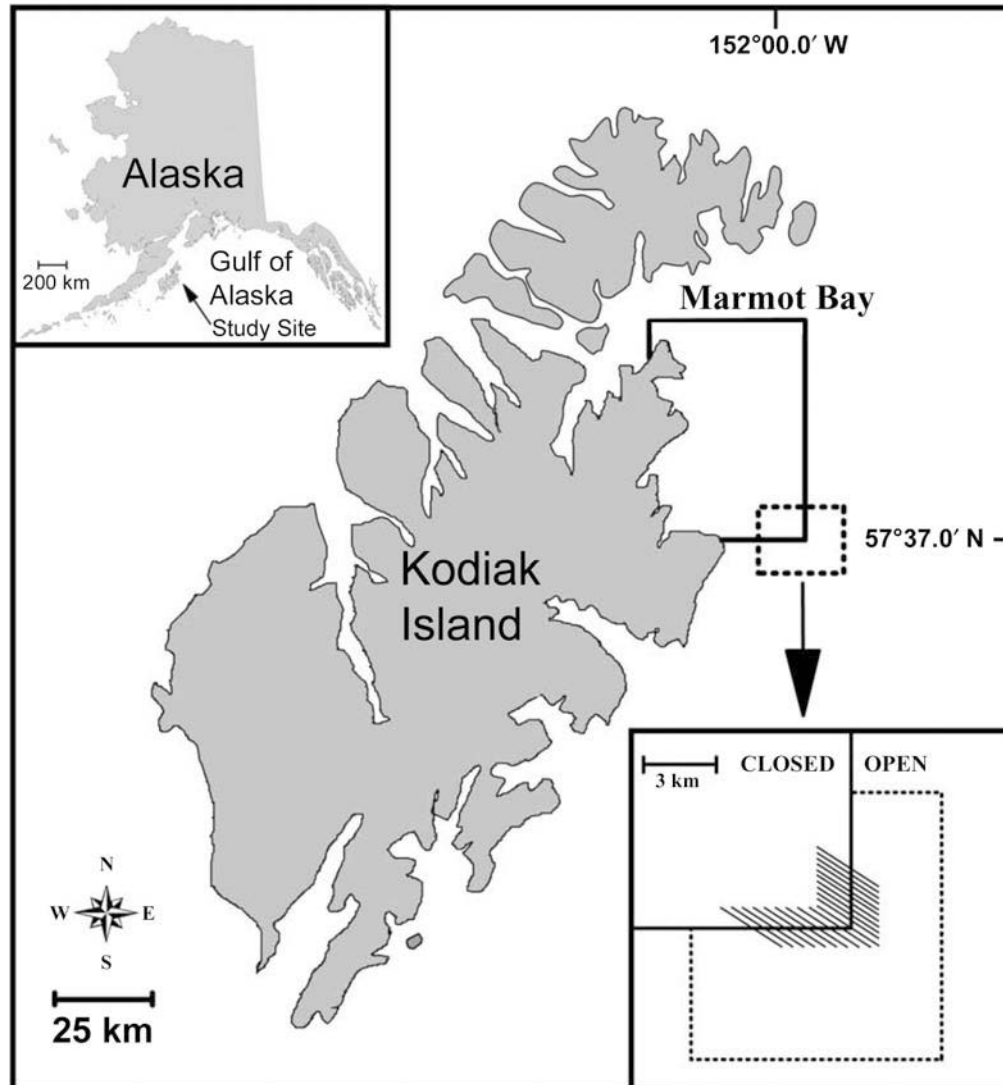 152°00.0′ W
Alaska
200 km
Gulf of
Alaska
Study Site
Marmot Bay
57°37.0′ N
Kodiak
Island
3 km
CLOSED
OPEN
N
W
E
S
25 km